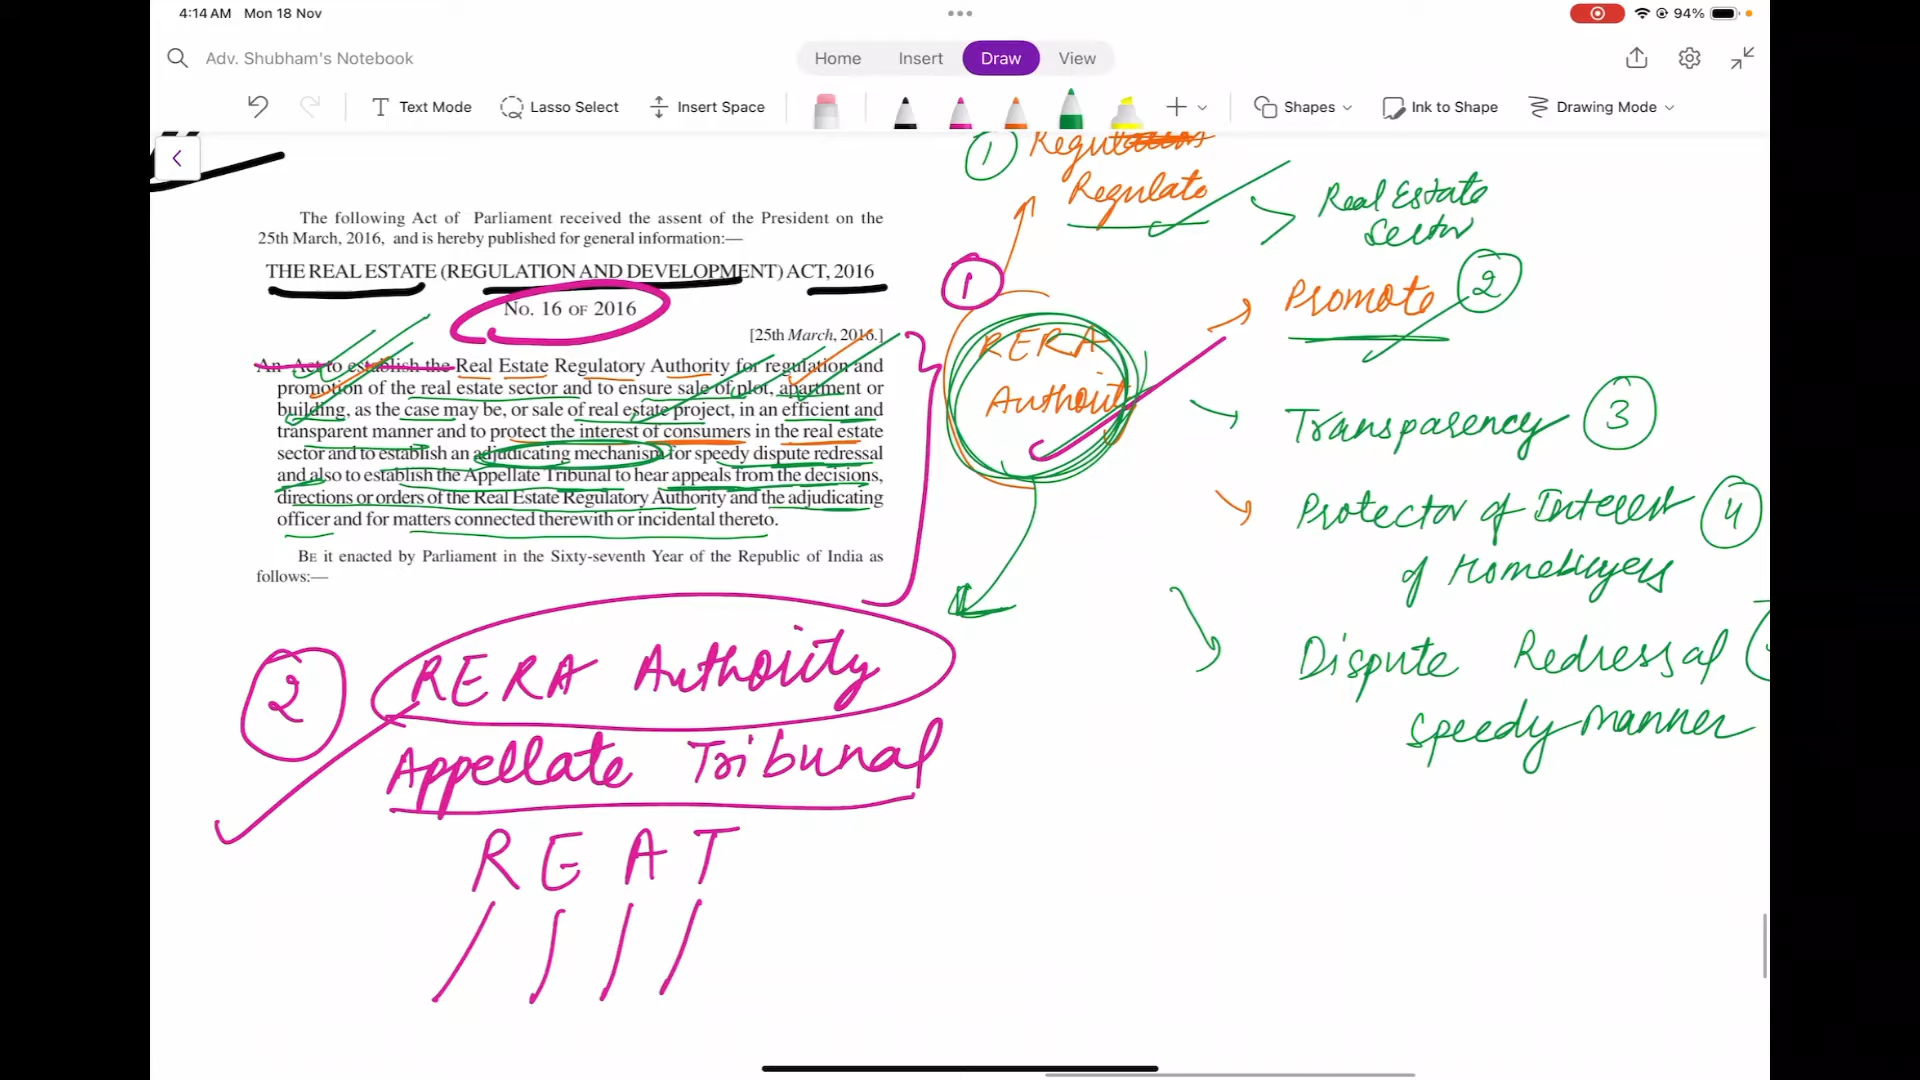 4:14 AM Mon 18 Nov
94%
Adv. Shubham's Notebook
Home Insert Draw View
Text Mode Lasso Select Insert Space Shapes Ink to Shape Drawing Mode
The following Act of Parliament received the assent of the President on the
25th March, 2016, and is hereby published for general information:—
THE REAL ESTATE (REGULATION AND DEVELOPMENT) ACT, 2016
No. 16 OF 2016
[25th March, 2016.]
An Act to establish the Real Estate Regulatory Authority for regulation and
promotion of the real estate sector and to ensure sale of plot, apartment or
building, as the case may be, or sale of real estate project, in an efficient and
transparent manner and to protect the interest of consumers in the real estate
sector and to establish an adjudicating mechanism for speedy dispute redressal
and also to establish the Appellate Tribunal to hear appeals from the decisions,
directions or orders of the Real Estate Regulatory Authority and the adjudicating
officer and for matters connected therewith or incidental thereto.
BE it enacted by Parliament in the Sixty-seventh Year of the Republic of India as
follows:—
2 RERA Authority
Appellate Tribunal
R E A T
1
RERA
Authority
1
Regulate
Real Estate
Sector
Promote 2
Transparency 3
Protector of Interest 4
of Homebuyers
Dispute Redressal
Speedy manner